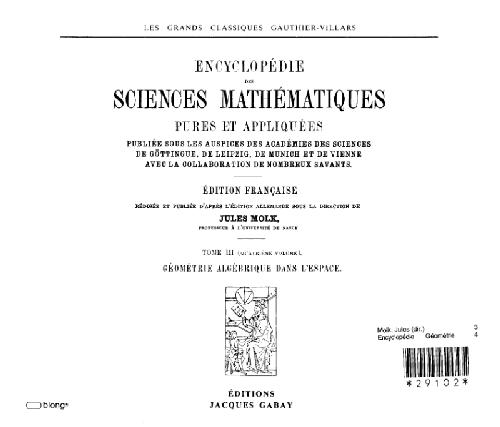 LES GRANDS CLASSIQUES GAUTHIER-VILLARS
ENCYCLOPÉDIE
DES
SCIENCES MATHÉMATIQUES
PURES ET APPLIQUÉES
PUBLIÉE SOUS LES AUSPICES DES ACADÉMIES DES SCIENCES
DE GÖTTINGUE, DE LEIPZIG, DE MUNICH ET DE VIENNE
AVEC LA COLLABORATION DE NOMBREUX SAVANTS.
ÉDITION FRANÇAISE
RÉDIGÉE ET PUBLIÉE D'APRÈS L'ÉDITION ALLEMANDE SOUS LA DIRECTION DE
JULES MOLK,
PROFESSEUR À L'UNIVERSITÉ DE NANCY
TOME III (QUATRIÈME VOLUME),
GÉOMÉTRIE ALGÉBRIQUE DANS L'ESPACE.
Molk, Jules (dir.) 3
Encyclopédie Géométrie 4
*29102*
ÉDITIONS
JACQUES GABAY
biong*